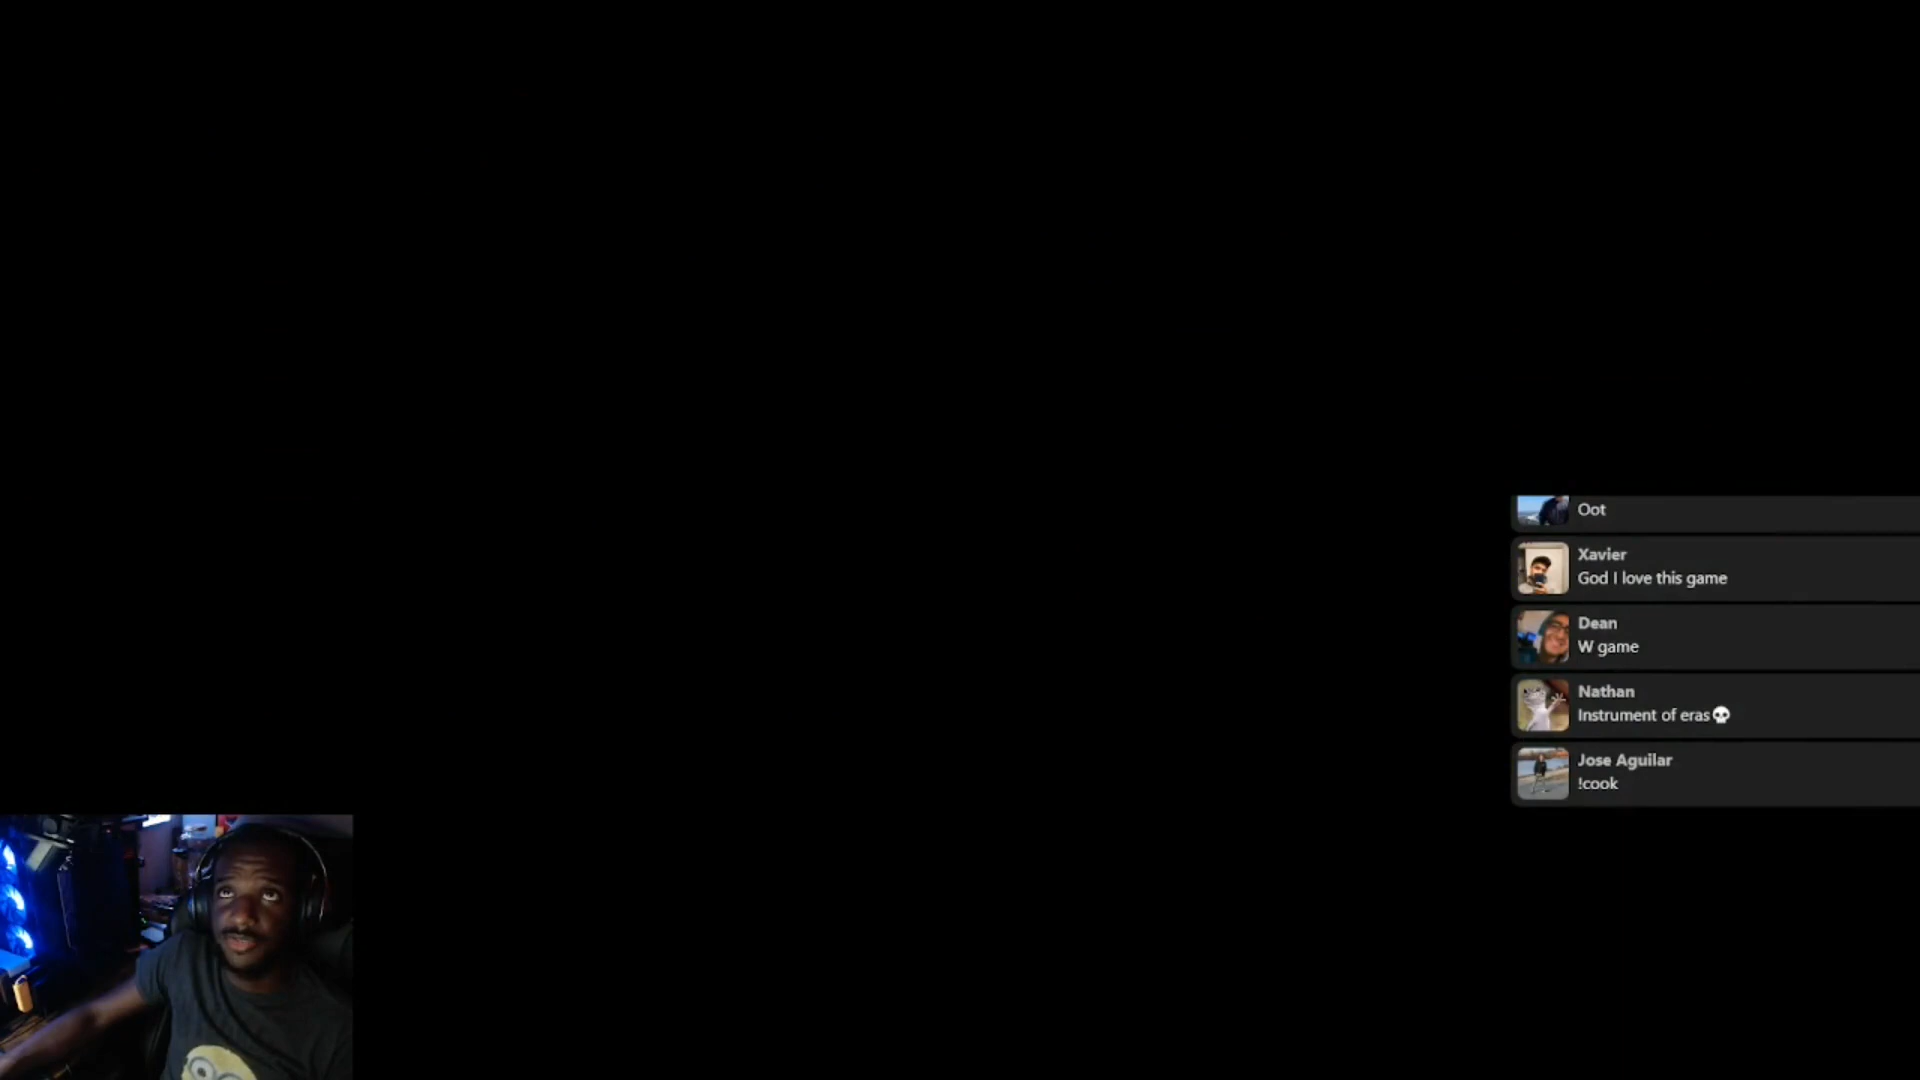 Oot
Xavier
God I love this game
Dean
W game
Nathan
Instrument of eras💀
Jose Aguilar
!cook